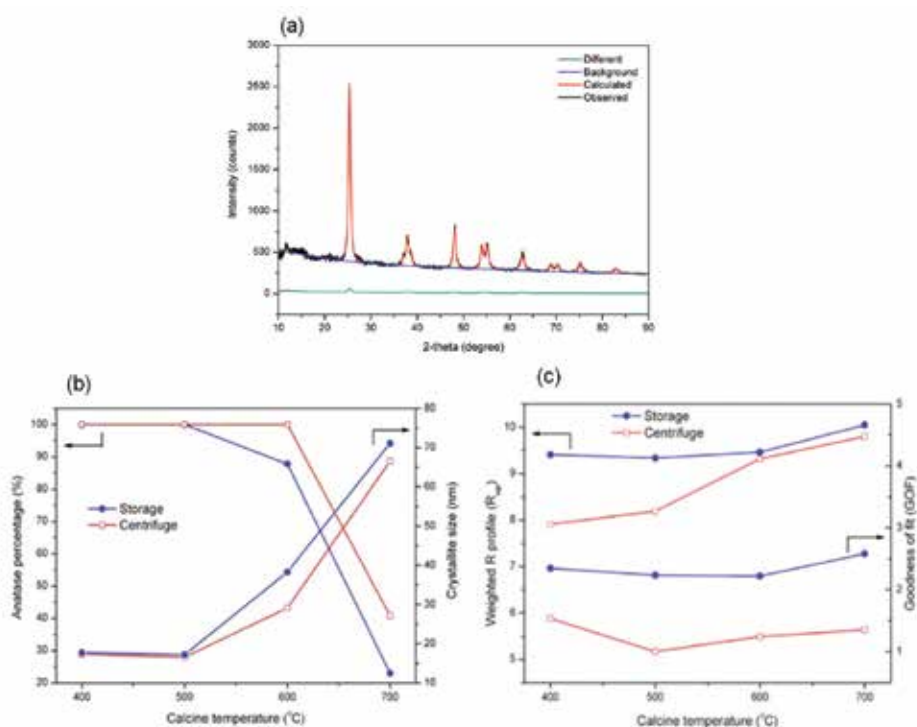 (a)
3000
2500
2000
1500
1000
500
0
Intensity (counts)
Different
Background
Calculated
Observed
10 20 30 40 50 60 70 80 90
2-theta (degree)
(b)
100
90
80
70
60
50
40
30
20
Anatase percentage (%)
Storage
Centrifuge
80
70
60
50
40
30
20
10
Crystallite size (nm)
400 500 600 700
Calcine temperature (°C)
(c)
10
9
8
7
6
5
Weighted R profile (Rwp)
Storage
Centrifuge
5
4
3
2
1
Goodness of fit (GOF)
400 500 600 700
Calcine temperature (°C)